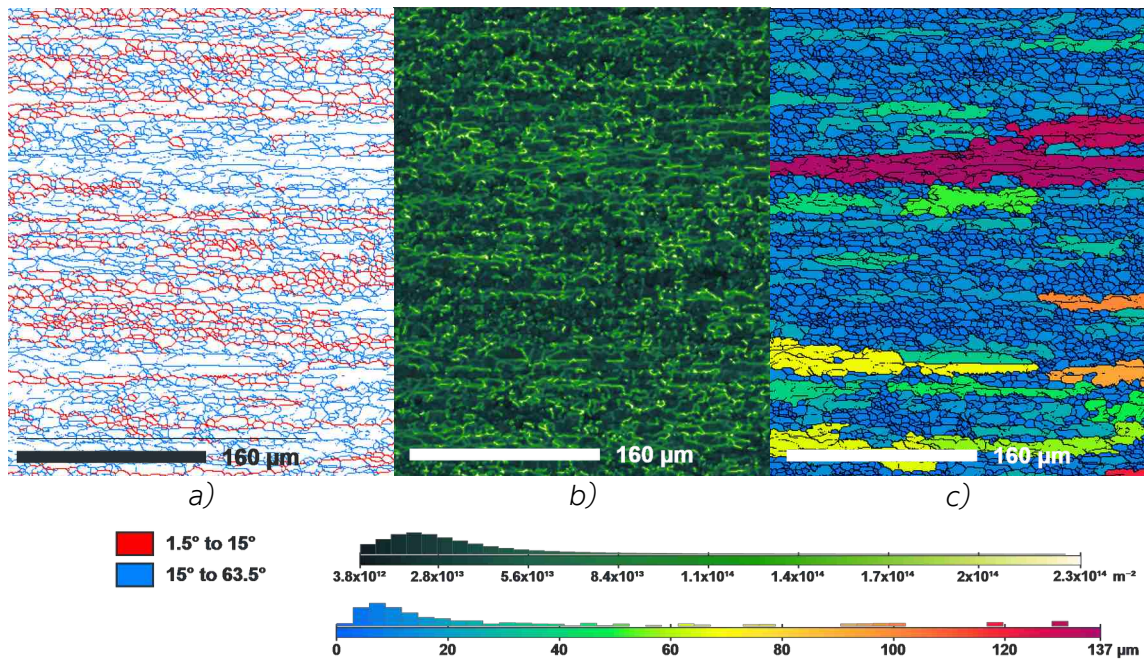 160 µm 160 µm 160 µm
a) b) c)
1.5° to 15°
15° to 63.5°
3.8x10¹² 2.8x10¹³ 5.6x10¹³ 8.4x10¹³ 1.1x10¹⁴ 1.4x10¹⁴ 1.7x10¹⁴ 2x10¹⁴ 2.3x10¹⁴ m⁻²
0 20 40 60 80 100 120 137 µm